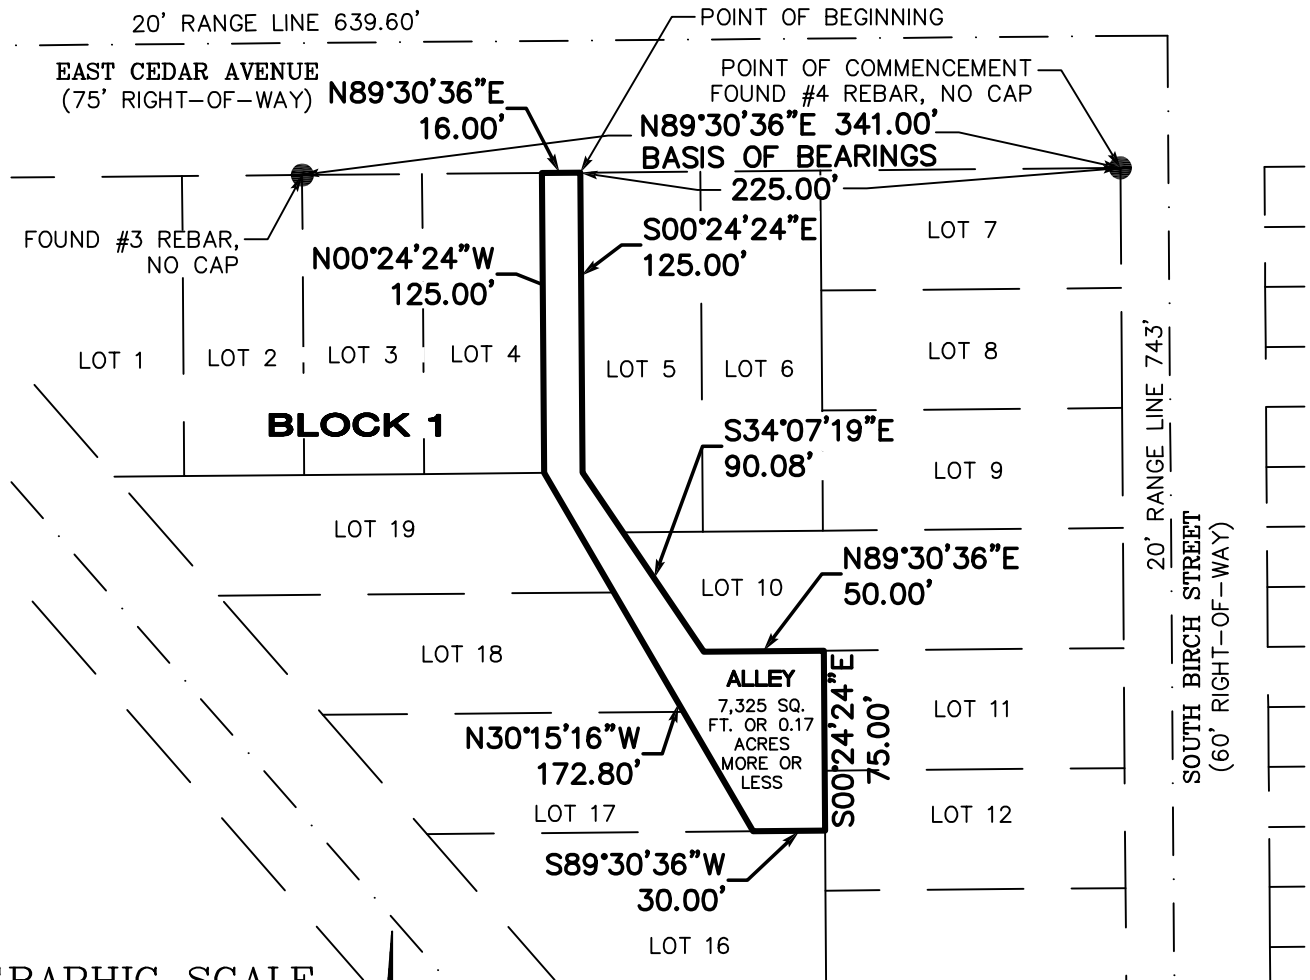 20' RANGE LINE 639.60'
POINT OF BEGINNING
EAST CEDAR AVENUE
(75' RIGHT-OF-WAY)
N89°30'36"E
16.00'
POINT OF COMMENCEMENT
FOUND #4 REBAR, NO CAP
N89°30'36"E 341.00'
BASIS OF BEARINGS
225.00'
FOUND #3 REBAR,
NO CAP
N00°24'24"W
125.00'
S00°24'24"E
125.00'
LOT 7
LOT 1
LOT 2
LOT 3
LOT 4
LOT 5
LOT 6
LOT 8
20' RANGE LINE 743'
BLOCK 1
S34°07'19"E
90.08'
LOT 9
LOT 19
SOUTH BIRCH STREET
(60' RIGHT-OF-WAY)
LOT 10
N89°30'36"E
50.00'
LOT 18
ALLEY
7,325 SQ.
FT. OR 0.17
ACRES
MORE OR
LESS
S00°24'24"E
75.00'
LOT 11
N30°15'16"W
172.80'
LOT 17
LOT 12
S89°30'36"W
30.00'
LOT 16
GRAPHIC SCALE